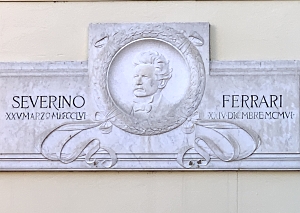 SEVERINO
XXV MARZO MDCCCLVI
FERRARI
DICEMBRE